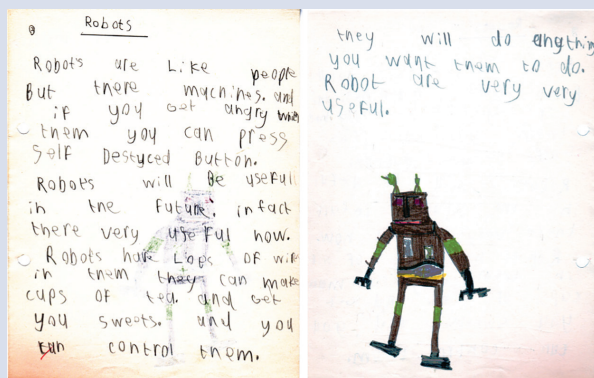 Robots
Robots are Like people
But there machines. and
if you get angry with
them you can press
self Destyced Button.
Robots will Be usefull
in the future. infact
there very useful now.
Robots have Lots of wir
in them they can make
cups of tea. and get
you sweets. and you
can control them.
they will do anything
you want them to do.
Robot are very very
useful.